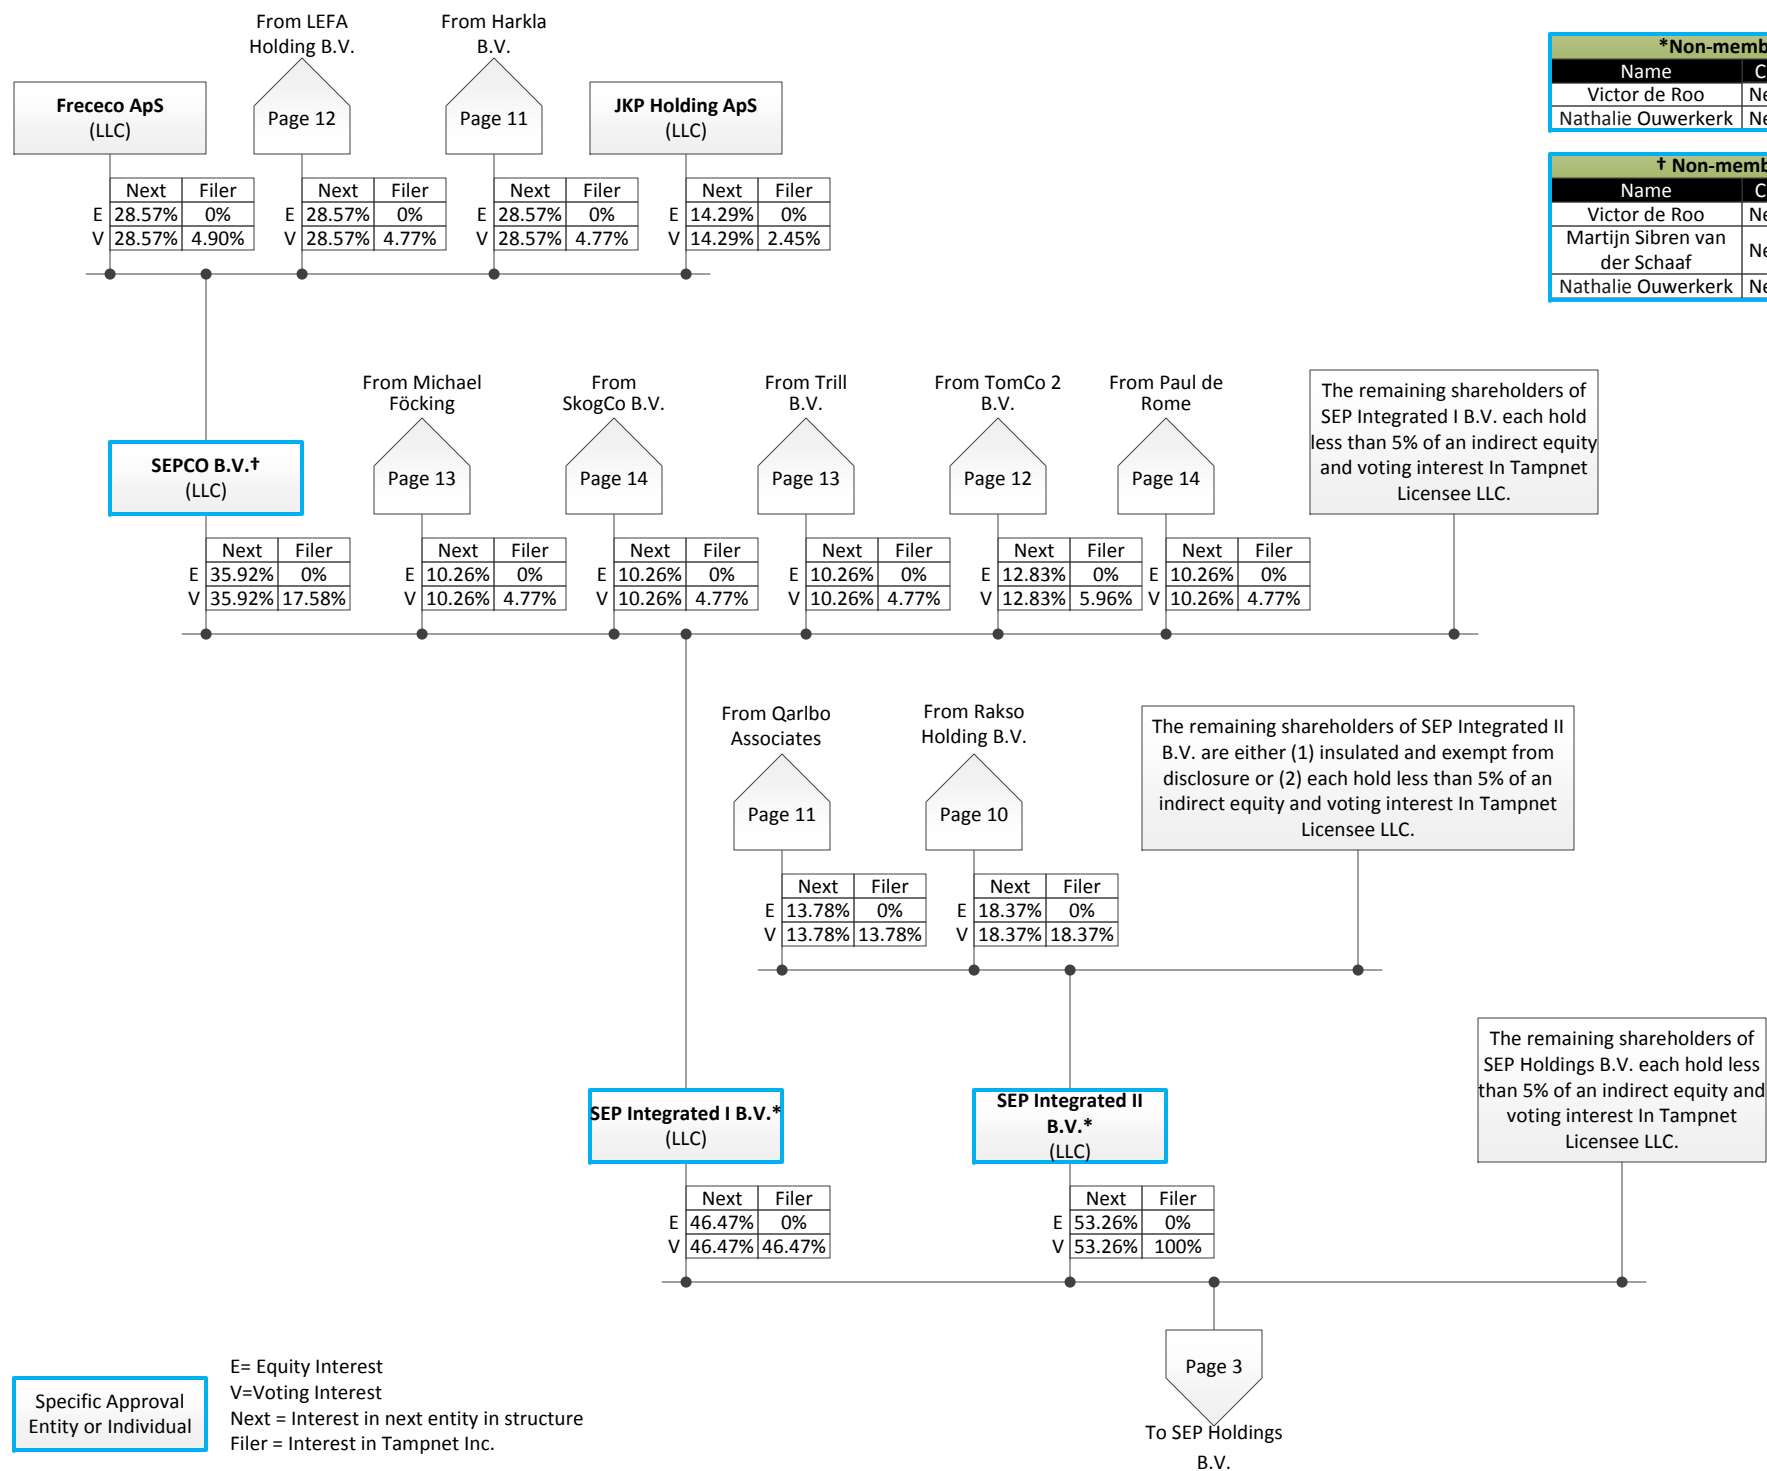 From LEFA
Holding B.V.
From Harkla
B.V.
Frececo ApS
(LLC)
Page 12
Page 11
JKP Holding ApS
(LLC)
Next Filer
E 28.57% 0%
V 28.57% 4.90%
Next Filer
E 28.57% 0%
V 28.57% 4.77%
Next Filer
E 28.57% 0%
V 28.57% 4.77%
Next Filer
E 14.29% 0%
V 14.29% 2.45%
*Non-memb
Name C
Victor de Roo Ne
Nathalie Ouwerkerk Ne
† Non-memb
Name C
Victor de Roo Ne
Martijn Sibren van
der Schaaf Ne
Nathalie Ouwerkerk Ne
SEPCO B.V.†
(LLC)
From Michael
Föcking
Page 13
From
SkogCo B.V.
Page 14
From Trill
B.V.
Page 13
From TomCo 2
B.V.
Page 12
From Paul de
Rome
Page 14
The remaining shareholders of
SEP Integrated I B.V. each hold
less than 5% of an indirect equity
and voting interest In Tampnet
Licensee LLC.
Next Filer
E 35.92% 0%
V 35.92% 17.58%
Next Filer
E 10.26% 0%
V 10.26% 4.77%
Next Filer
E 10.26% 0%
V 10.26% 4.77%
Next Filer
E 10.26% 0%
V 10.26% 4.77%
Next Filer
E 12.83% 0%
V 12.83% 5.96%
Next Filer
E 10.26% 0%
V 10.26% 4.77%
From Qarlbo
Associates
Page 11
From Rakso
Holding B.V.
Page 10
The remaining shareholders of SEP Integrated II
B.V. are either (1) insulated and exempt from
disclosure or (2) each hold less than 5% of an
indirect equity and voting interest In Tampnet
Licensee LLC.
Next Filer
E 13.78% 0%
V 13.78% 13.78%
Next Filer
E 18.37% 0%
V 18.37% 18.37%
SEP Integrated I B.V.*
(LLC)
SEP Integrated II
B.V.*
(LLC)
The remaining shareholders of
SEP Holdings B.V. each hold less
than 5% of an indirect equity and
voting interest In Tampnet
Licensee LLC.
Next Filer
E 46.47% 0%
V 46.47% 46.47%
Next Filer
E 53.26% 0%
V 53.26% 100%
Page 3
To SEP Holdings
B.V.
Specific Approval
Entity or Individual
E= Equity Interest
V=Voting Interest
Next = Interest in next entity in structure
Filer = Interest in Tampnet Inc.